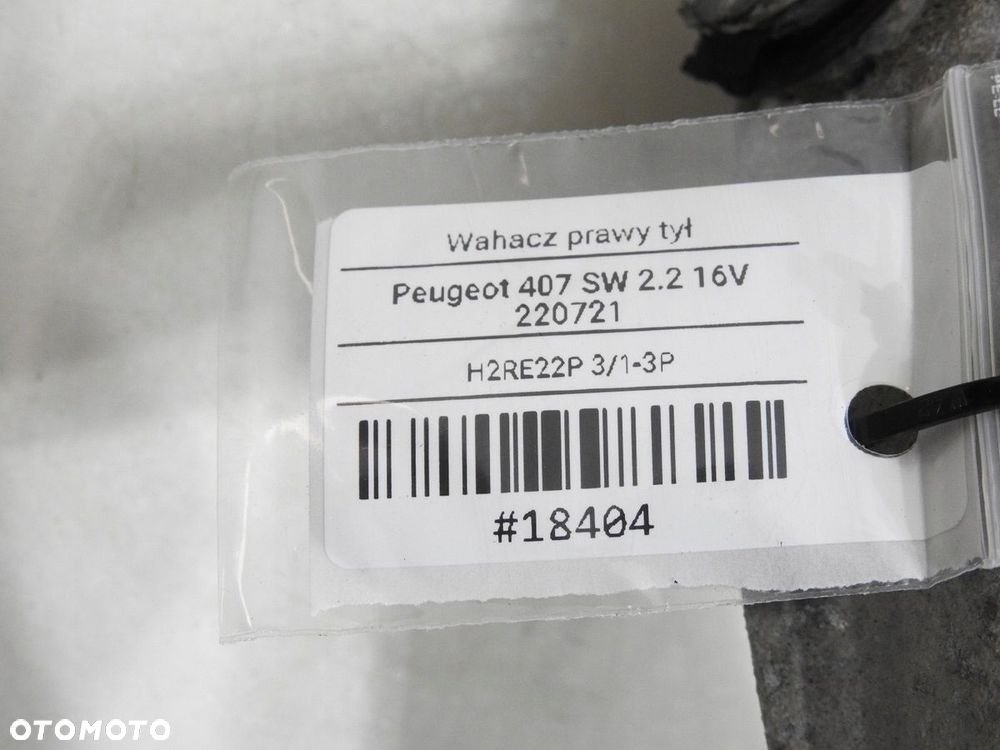 Wahacz prawy tył
Peugeot 407 SW 2.2 16V
220721
H2RE22P 3/1-3P
#18404
OTOMOTO